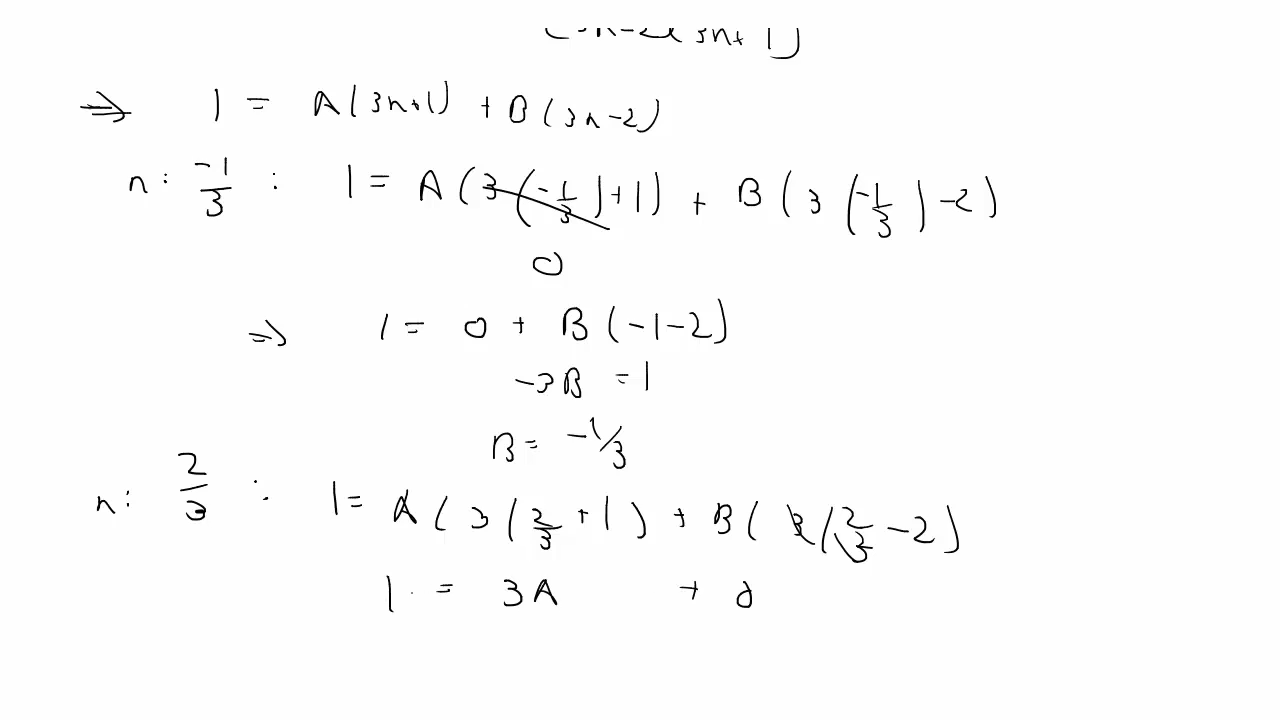 3n+1)
⇒ 1 = A(3n+1) + B(3n-2)
n: -1/3 : 1 = A(3(-1/3)+1) + B(3(-1/3)-2)
0
⇒ 1 = 0 + B(-1-2)
-3B = 1
B = -1/3
n: 2/3 : 1 = A(3(2/3+1) + B(3(2/3-2)
1 = 3A + 0